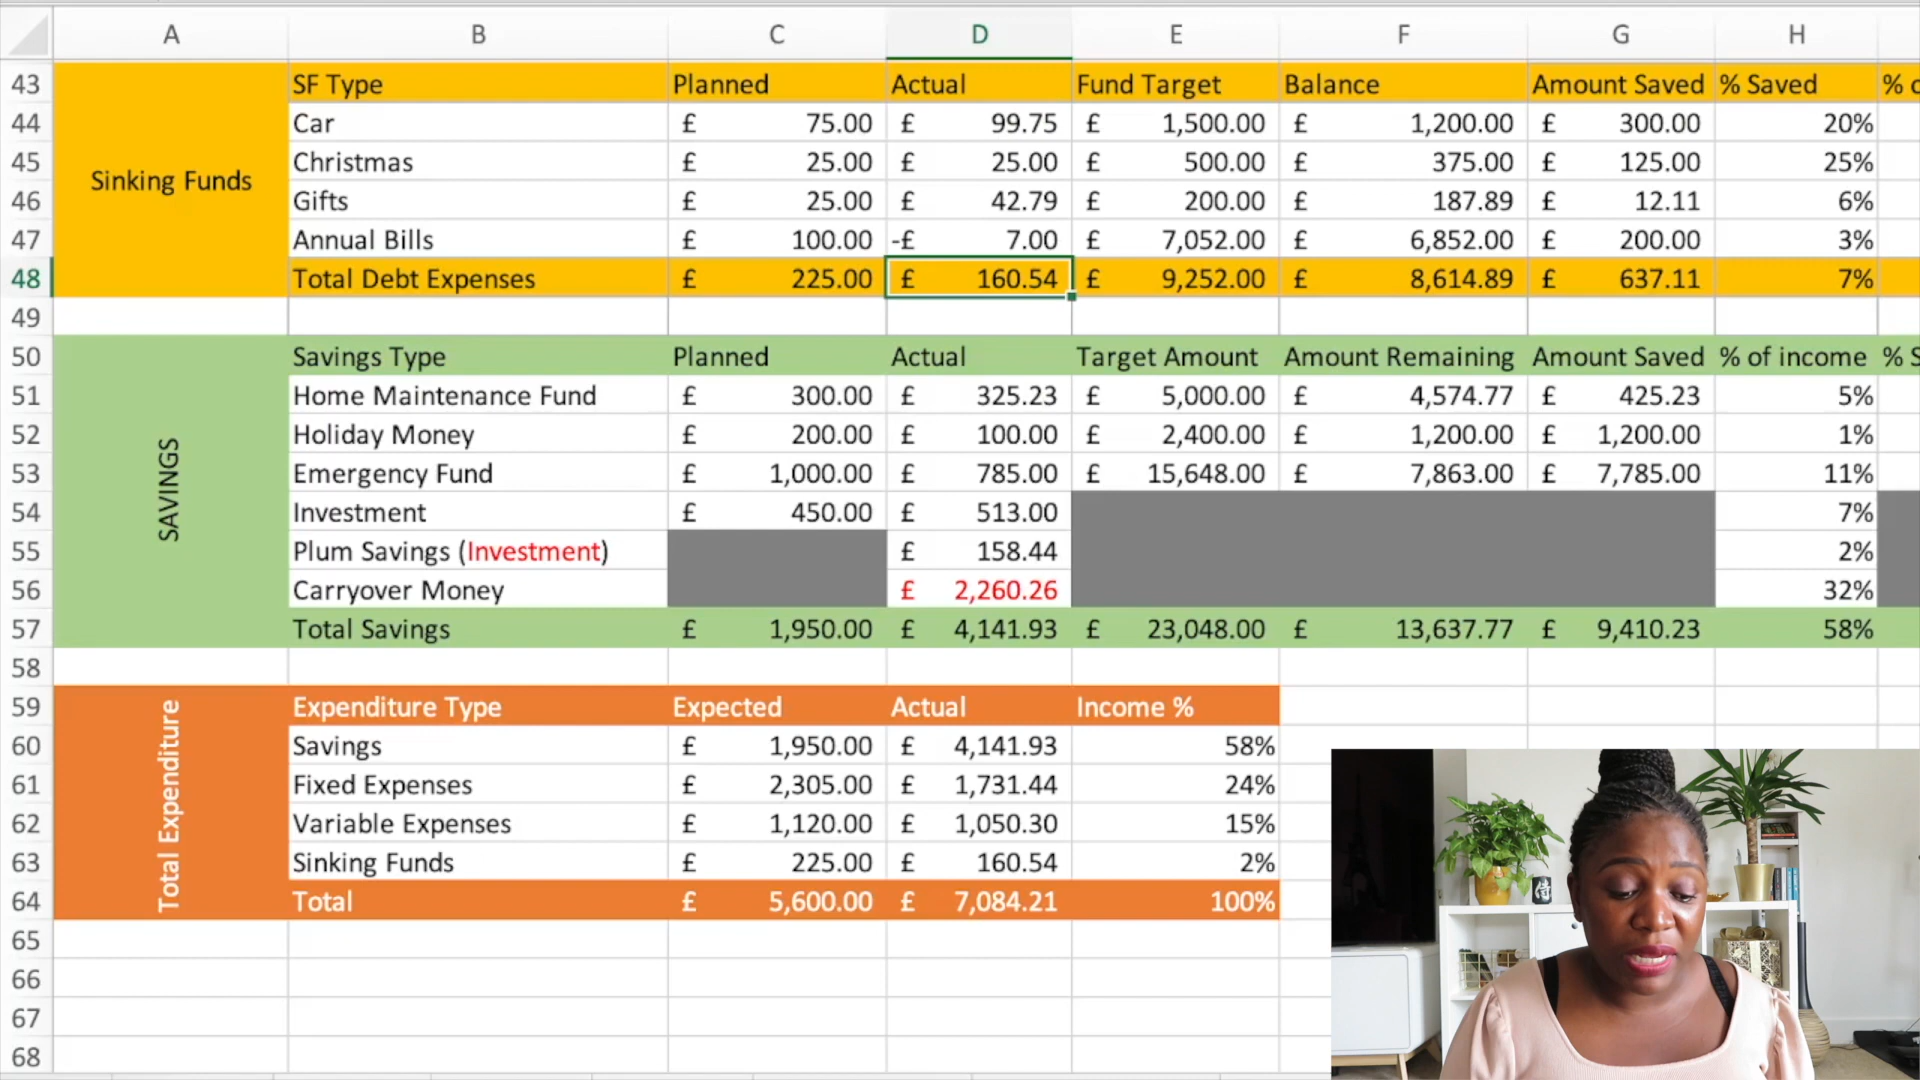 A B C D E F G H
43 SF Type Planned Actual Fund Target Balance Amount Saved % Saved
44 Car £ 75.00 £ 99.75 £ 1,500.00 £ 1,200.00 £ 300.00 20%
45 Christmas £ 25.00 £ 25.00 £ 500.00 £ 375.00 £ 125.00 25%
Sinking Funds
46 Gifts £ 25.00 £ 42.79 £ 200.00 £ 187.89 £ 12.11 6%
47 Annual Bills £ 100.00 -£ 7.00 £ 7,052.00 £ 6,852.00 £ 200.00 3%
48 Total Debt Expenses £ 225.00 £ 160.54 £ 9,252.00 £ 8,614.89 £ 637.11 7%
49
50 Savings Type Planned Actual Target Amount Amount Remaining Amount Saved % of income
51 Home Maintenance Fund £ 300.00 £ 325.23 £ 5,000.00 £ 4,574.77 £ 425.23 5%
52 Holiday Money £ 200.00 £ 100.00 £ 2,400.00 £ 1,200.00 £ 1,200.00 1%
53 Emergency Fund £ 1,000.00 £ 785.00 £ 15,648.00 £ 7,863.00 £ 7,785.00 11%
SAVINGS
54 Investment £ 450.00 £ 513.00 7%
55 Plum Savings (Investment) £ 158.44 2%
56 Carryover Money £ 2,260.26 32%
57 Total Savings £ 1,950.00 £ 4,141.93 £ 23,048.00 £ 13,637.77 £ 9,410.23 58%
58
59 Expenditure Type Expected Actual Income %
60 Savings £ 1,950.00 £ 4,141.93 58%
61 Fixed Expenses £ 2,305.00 £ 1,731.44 24%
Total Expenditure
62 Variable Expenses £ 1,120.00 £ 1,050.30 15%
63 Sinking Funds £ 225.00 £ 160.54 2%
64 Total £ 5,600.00 £ 7,084.21 100%
65
66
67
68